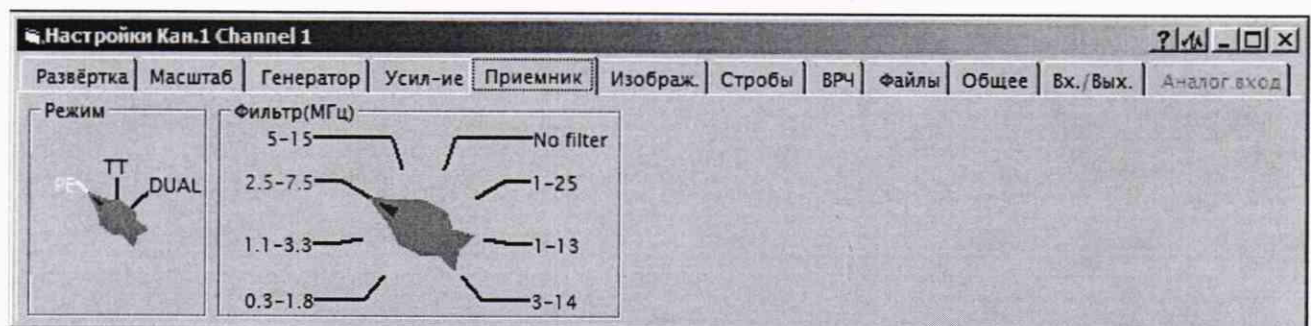 Настройки Кан.1 Channel 1
Развёртка Масштаб Генератор Усил-ие Приемник Изображ. Стробы ВРЧ Файлы Общее Вх./Вых. Аналог.вход
Режим
PE TT DUAL
Фильтр(МГц)
5-15 No filter
2.5-7.5 1-25
1.1-3.3 1-13
0.3-1.8 3-14